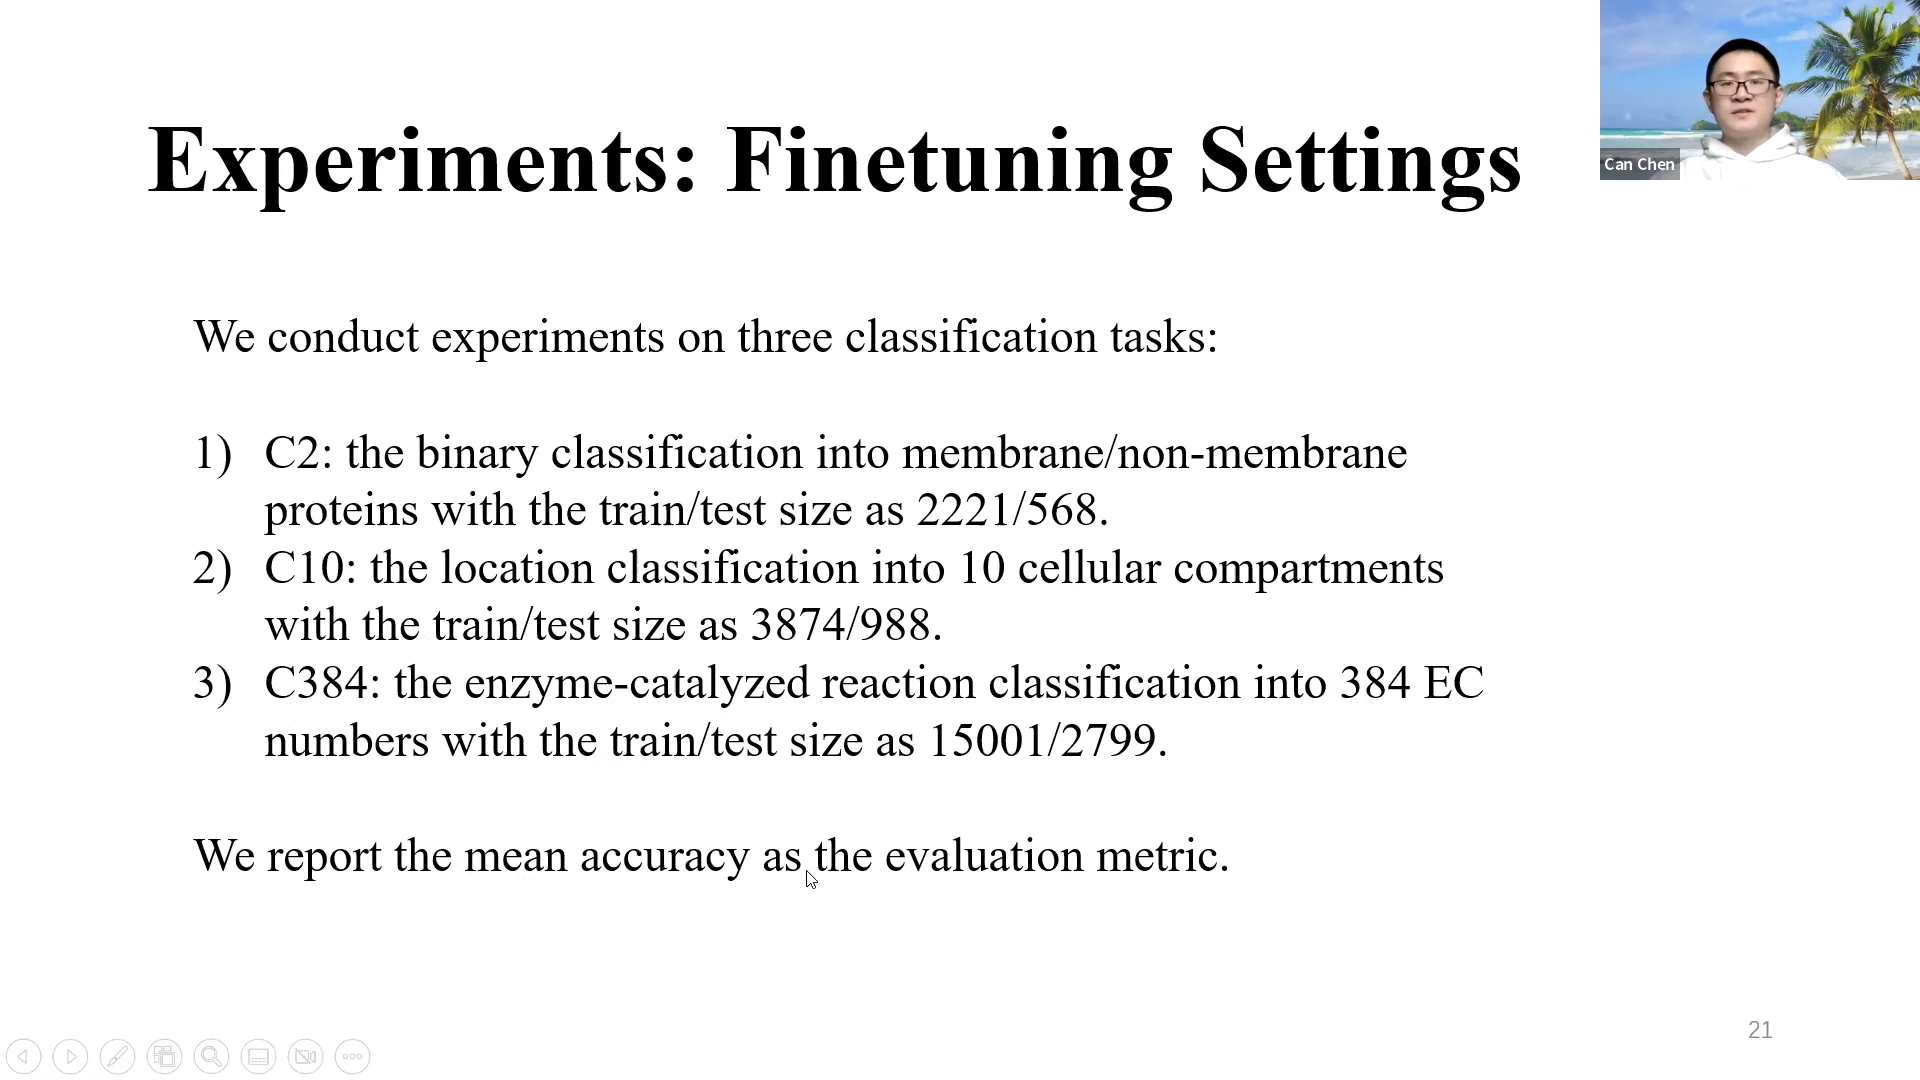 Experiments: Finetuning Settings
Can Chen
We conduct experiments on three classification tasks:
1) C2: the binary classification into membrane/non-membrane
proteins with the train/test size as 2221/568.
2) C10: the location classification into 10 cellular compartments
with the train/test size as 3874/988.
3) C384: the enzyme-catalyzed reaction classification into 384 EC
numbers with the train/test size as 15001/2799.
We report the mean accuracy as the evaluation metric.
21